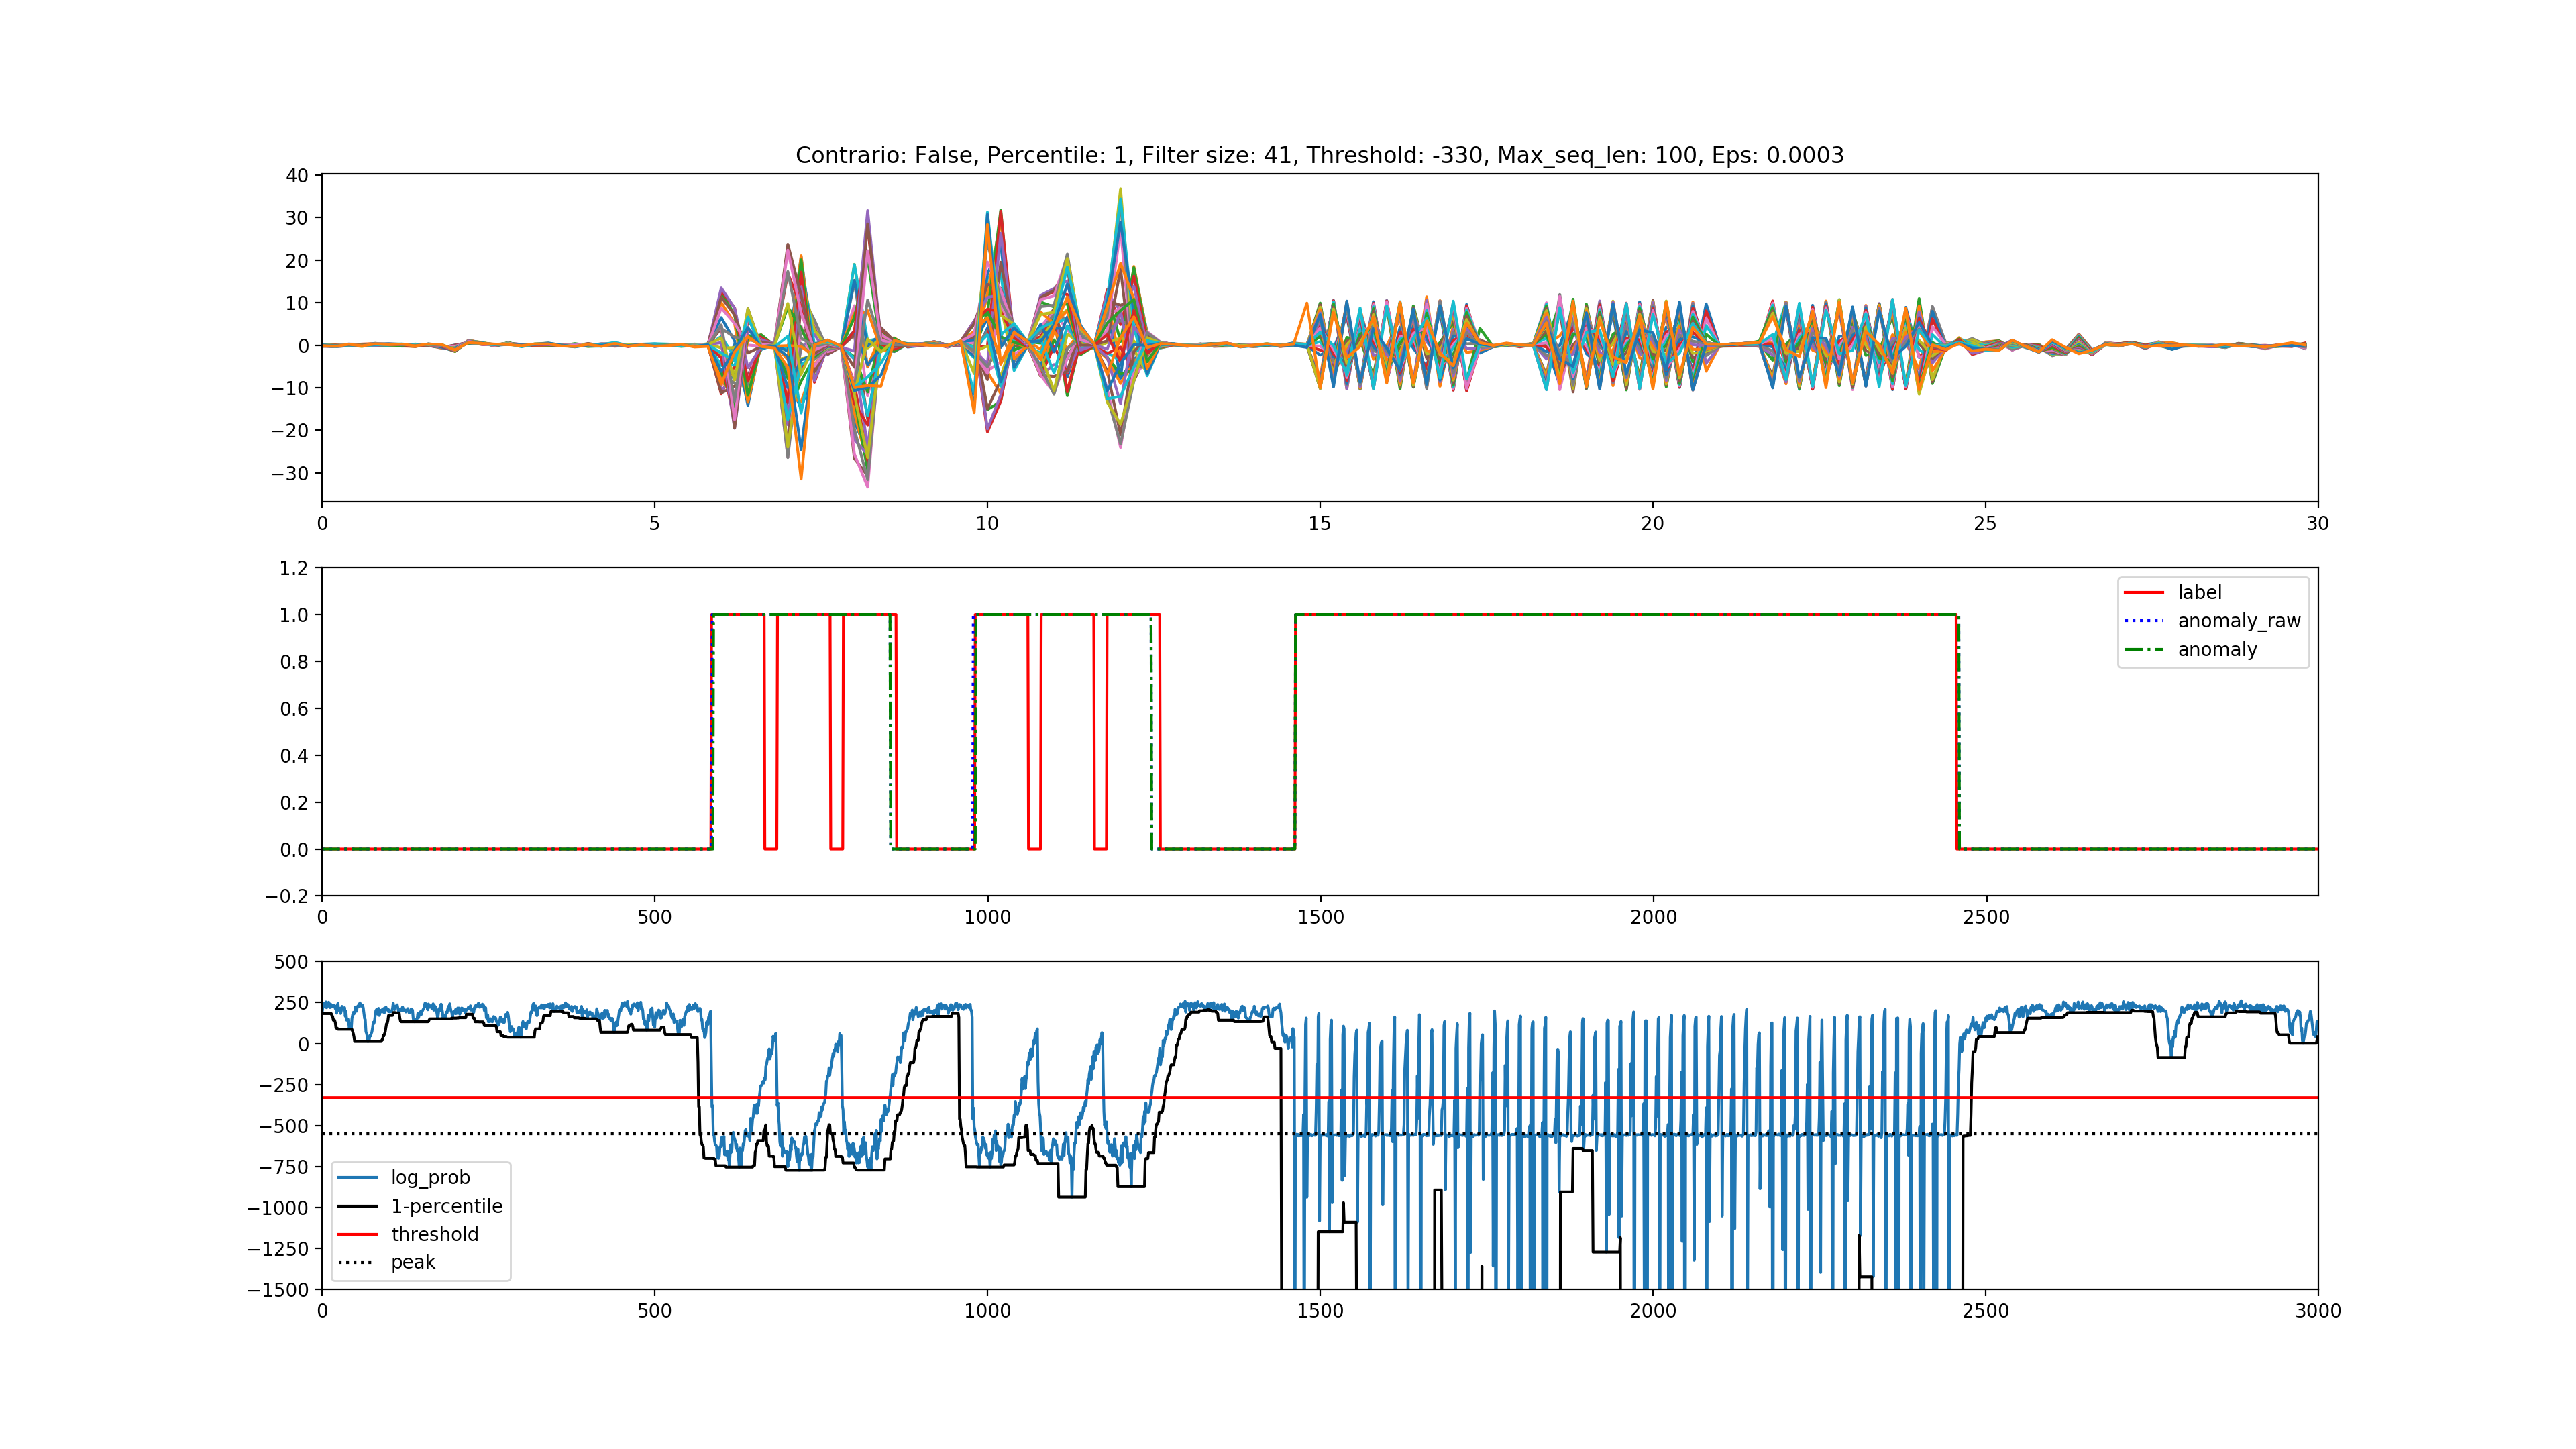 Contrario: False, Percentile: 1, Filter size: 41, Threshold: -330, Max_seq_len: 100, Eps: 0.0003
40
30
20
10
0
−10
−20
−30
0 5 10 15 20 25 30
1.2
1.0
0.8
0.6
0.4
0.2
0.0
−0.2
label
anomaly_raw
anomaly
0 500 1000 1500 2000 2500
500
250
0
−250
−500
−750
−1000
−1250
−1500
log_prob
1-percentile
threshold
peak
0 500 1000 1500 2000 2500 3000